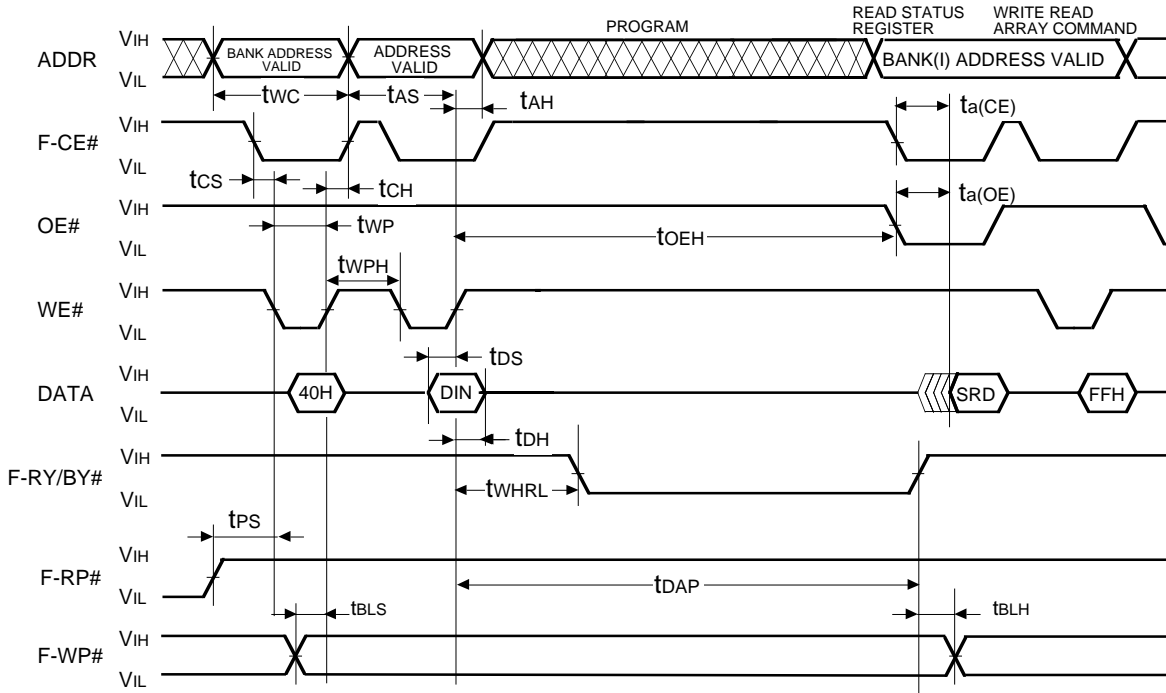 PROGRAM
READ STATUS
REGISTER
WRITE READ
ARRAY COMMAND
ADDR
VIH
VIL
BANK ADDRESS
VALID
ADDRESS
VALID
BANK(I) ADDRESS VALID
tWC
tAS
tAH
ta(CE)
F-CE#
VIH
VIL
tCS
tCH
ta(OE)
OE#
VIH
VIL
tWP
tOEH
tWPH
WE#
VIH
VIL
tDS
DATA
VIH
VIL
40H
DIN
SRD
FFH
tDH
F-RY/BY#
VIH
VIL
tWHRL
tPS
F-RP#
VIH
VIL
tDAP
tBLS
tBLH
F-WP#
VIH
VIL